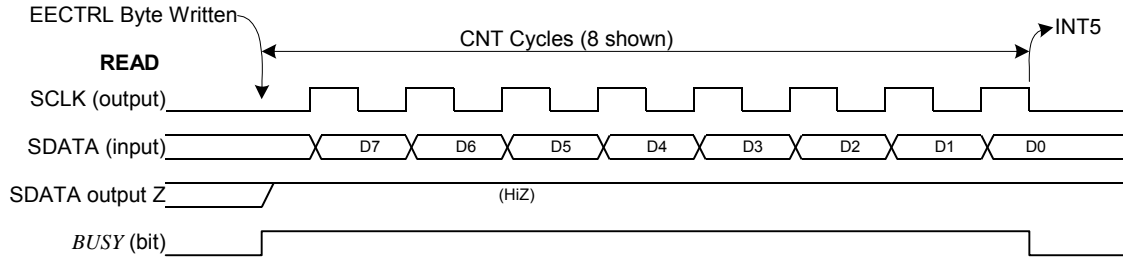 EECTRL Byte Written
CNT Cycles (8 shown)
INT5
READ
SCLK (output)
SDATA (input) D7 D6 D5 D4 D3 D2 D1 D0
SDATA output Z (HiZ)
BUSY (bit)